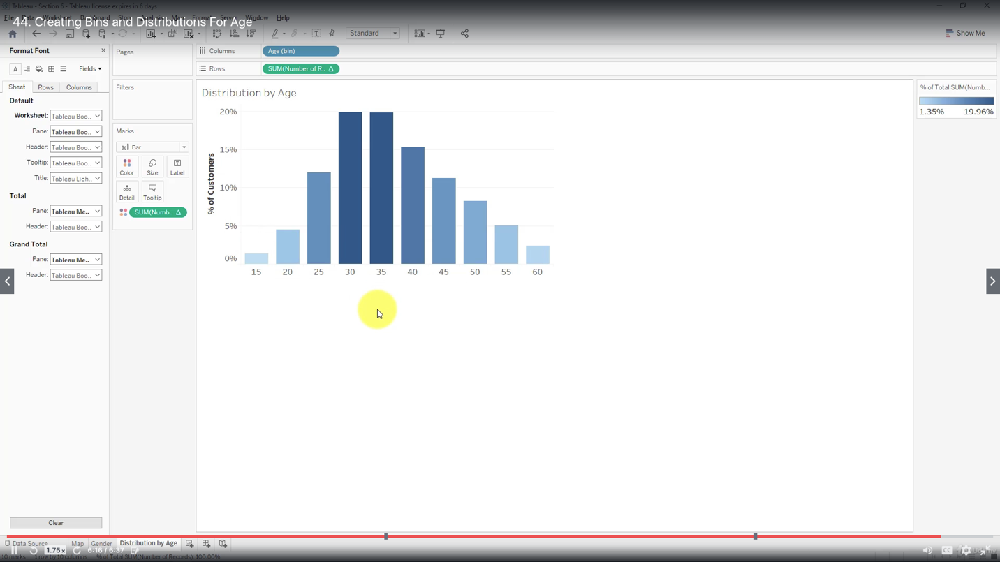 Tableau - Section 6 - Tableau license expires in 6 days
File Data Worksheet Dashboard Story Analysis Map Format Server Window Help
44. Creating Bins and Distributions For Age
Standard
Show Me
Format Font
Fields
Sheet Rows Columns
Default
Worksheet: Tableau Boo..
Pane: Tableau Boo..
Header: Tableau Boo..
Tooltip: Tableau Boo..
Title: Tableau Ligh..
Total
Pane: Tableau Me..
Header: Tableau Boo..
Grand Total
Pane: Tableau Me..
Header: Tableau Boo..
Clear
Pages
Filters
Marks
Bar
Color Size Label
Detail Tooltip
SUM(Numb..
Columns Age (bin)
Rows SUM(Number of R..
Distribution by Age
% of Customers
20%
15%
10%
5%
0%
15 20 25 30 35 40 45 50 55 60
% of Total SUM(Numb...
1.35% 19.96%
Data Source Map Gender Distribution by Age
1.75x 6:16 / 6:37
10 marks 1 row by 10 columns % of Total SUM(Number of Records): 100.00%